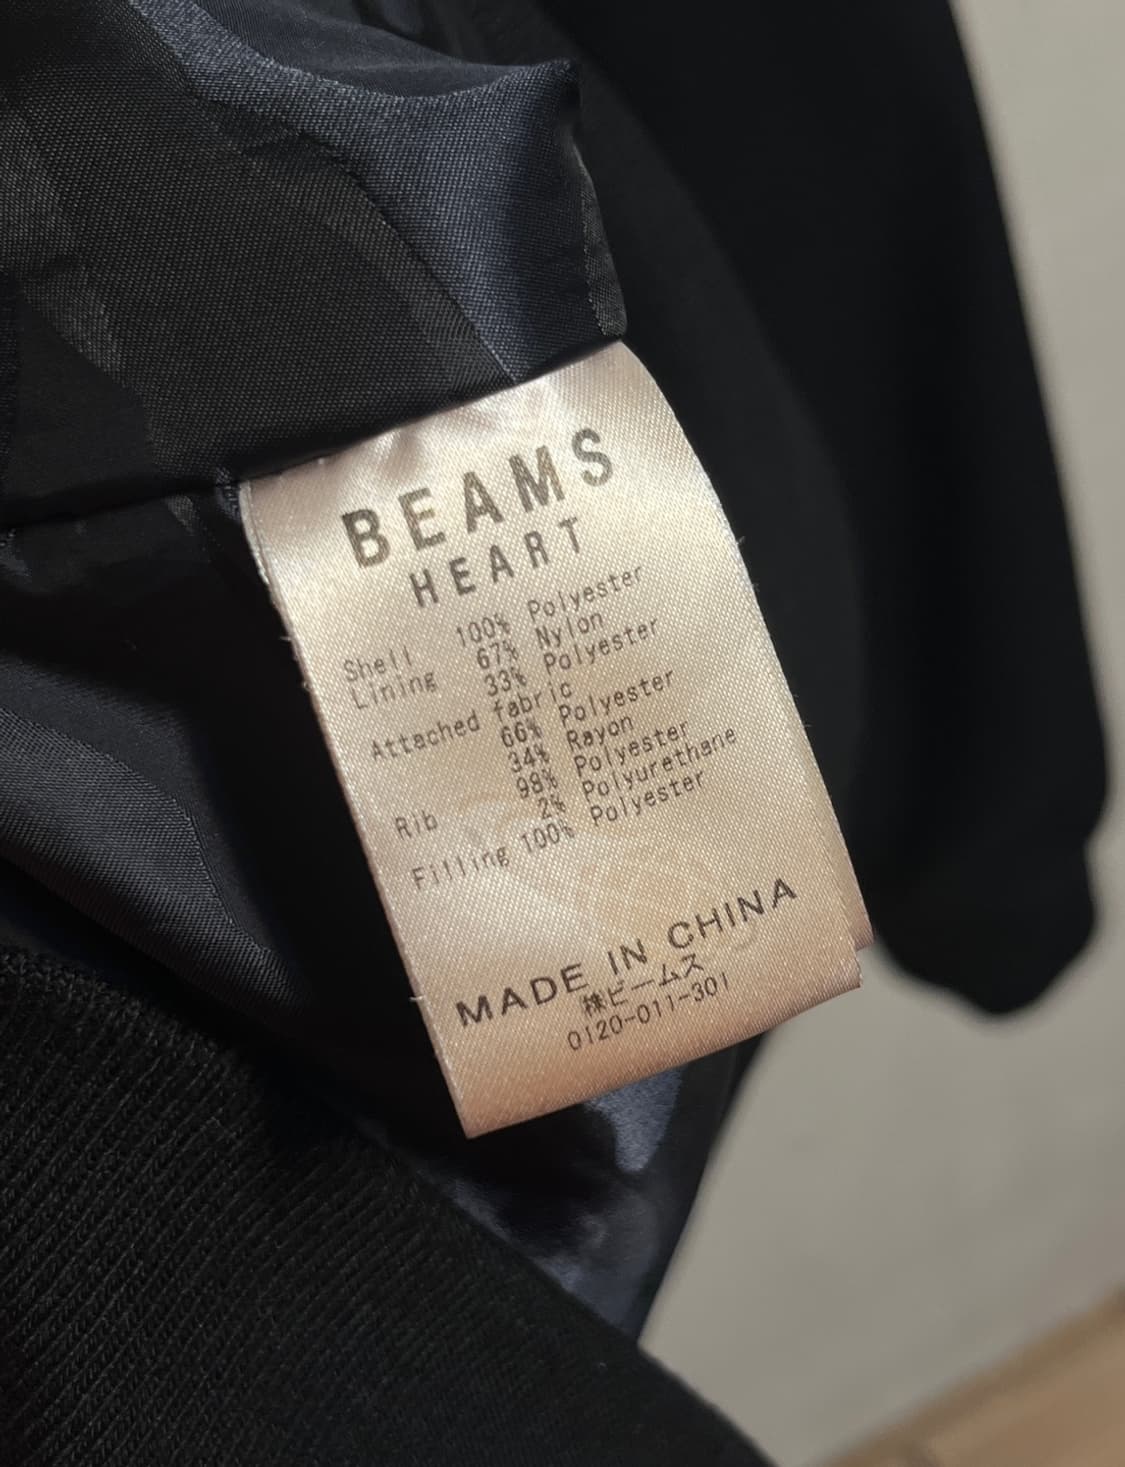 BEAMS
HEART
Shell 100% Polyester
Lining 67% Nylon
33% Polyester
Attached fabric
66% Polyester
34% Rayon
Rib 98% Polyester
2% Polyurethane
Filling 100% Polyester
MADE IN CHINA
㈱ビームス
0120-011-301